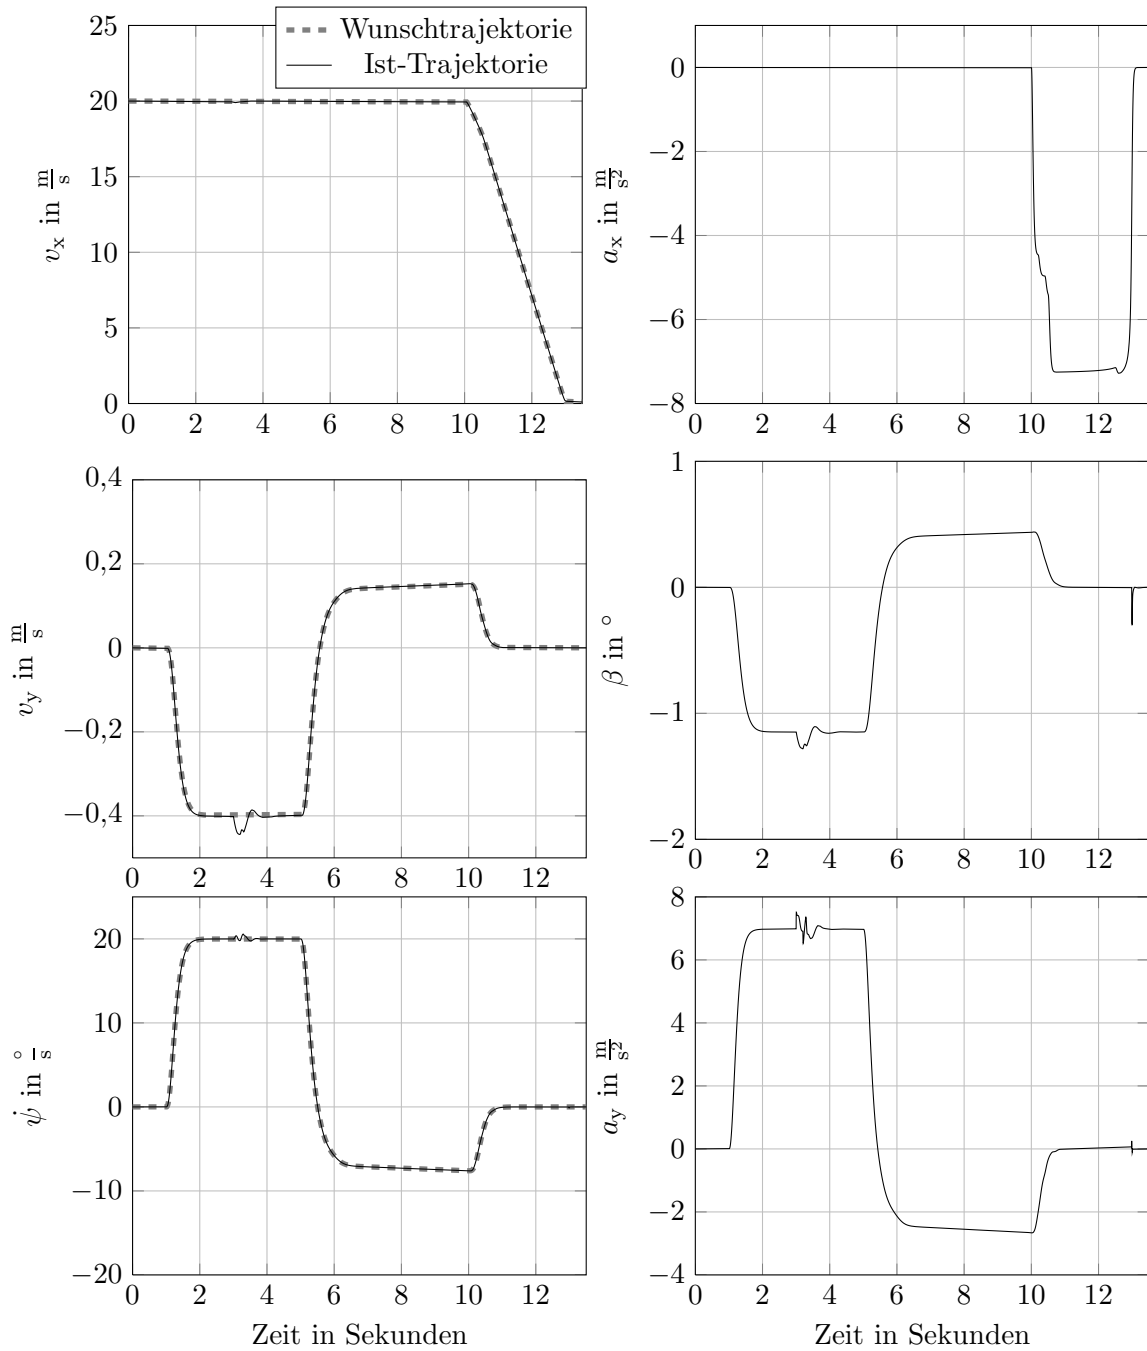 Wunschtrajektorie
Ist-Trajektorie
25
20
15
10
5
0
v_x in m/s
0 2 4 6 8 10 12
0
−2
−4
−6
−8
a_x in m/s²
0 2 4 6 8 10 12
0,4
0,2
0
−0,2
−0,4
v_y in m/s
0 2 4 6 8 10 12
1
0
−1
−2
β in °
0 2 4 6 8 10 12
20
10
0
−10
−20
ψ̇ in °/s
0 2 4 6 8 10 12
Zeit in Sekunden
8
6
4
2
0
−2
−4
a_y in m/s²
0 2 4 6 8 10 12
Zeit in Sekunden